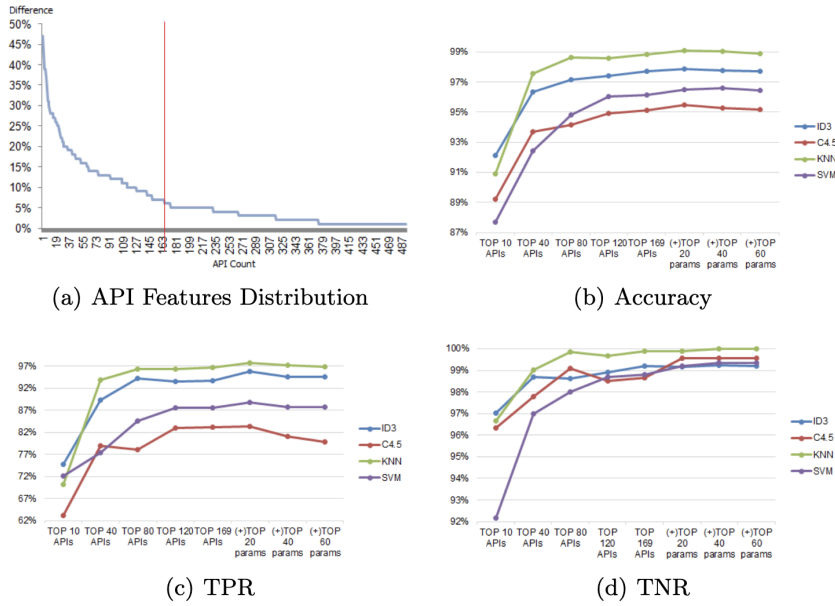 Difference
50%
45%
40%
35%
30%
25%
20%
15%
10%
5%
0%
1 19 37 55 73 91 109 127 145 163 181 199 217 235 253 271 289 307 325 343 361 379 397 415 433 451 469 487
API Count
(a) API Features Distribution
99%
97%
95%
93%
91%
89%
87%
TOP 10 APIs
TOP 40 APIs
TOP 80 APIs
TOP 120 APIs
TOP 169 APIs
(+)TOP 20 params
(+)TOP 40 params
(+)TOP 60 params
ID3
C4.5
KNN
SVM
(b) Accuracy
97%
92%
87%
82%
77%
72%
67%
62%
TOP 10 APIs
TOP 40 APIs
TOP 80 APIs
TOP 120 APIs
TOP 169 APIs
(+)TOP 20 params
(+)TOP 40 params
(+)TOP 60 params
ID3
C4.5
KNN
SVM
(c) TPR
100%
99%
98%
97%
96%
95%
94%
93%
92%
TOP 10 APIs
TOP 40 APIs
TOP 80 APIs
TOP 120 APIs
TOP 169 APIs
(+)TOP 20 params
(+)TOP 40 params
(+)TOP 60 params
ID3
C4.5
KNN
SVM
(d) TNR